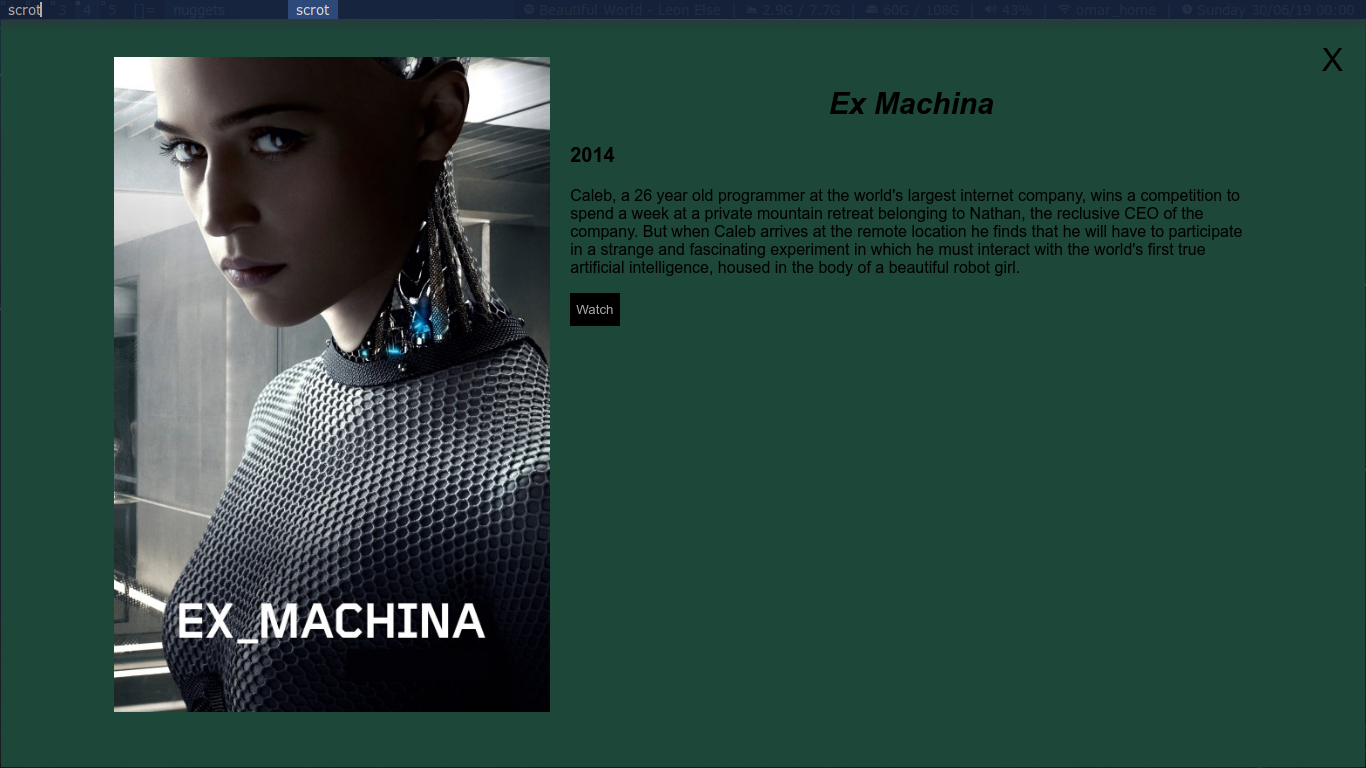 scrot 3 4 5 []= nuggets scrot Beautiful World - Leon Else | 2.9G / 7.7G | 60G / 108G | 43% | omar_home | Sunday 30/06/19 00:00
X
Ex Machina
2014
Caleb, a 26 year old programmer at the world's largest internet company, wins a competition to
spend a week at a private mountain retreat belonging to Nathan, the reclusive CEO of the
company. But when Caleb arrives at the remote location he finds that he will have to participate
in a strange and fascinating experiment in which he must interact with the world's first true
artificial intelligence, housed in the body of a beautiful robot girl.
Watch
EX_MACHINA